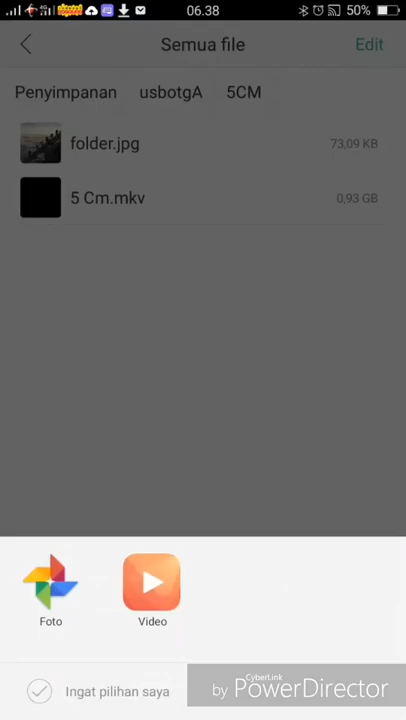 06.38
50%
Semua file
Edit
Penyimpanan usbotgA 5CM
folder.jpg 73,09 KB
5 Cm.mkv 0,93 GB
Foto Video
Ingat pilihan saya
by CyberLink PowerDirector